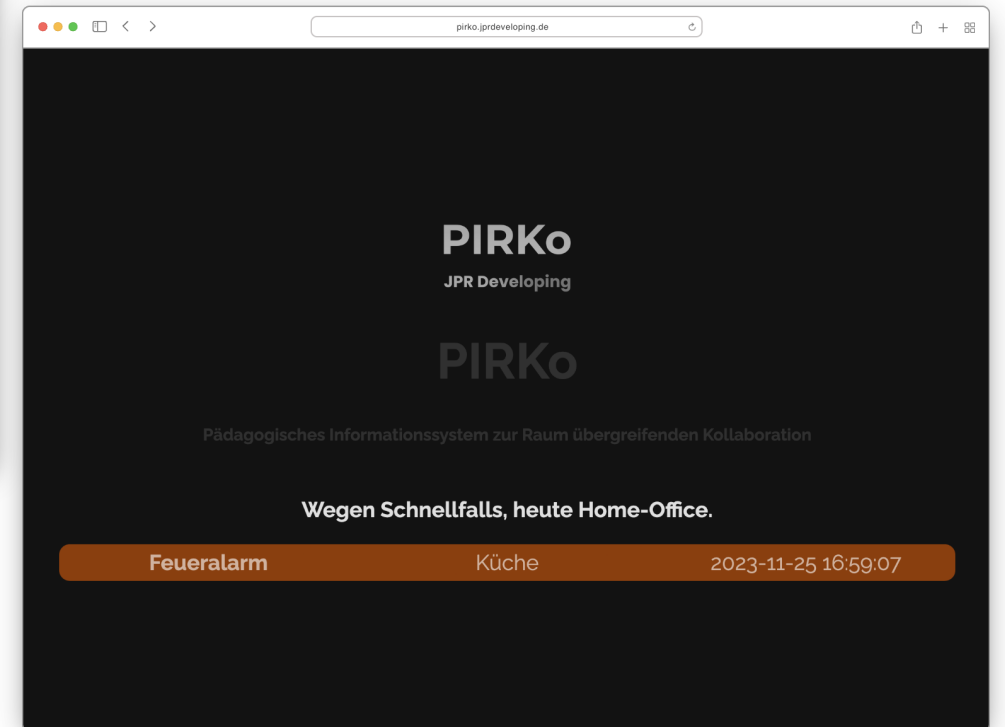 pirko.jprdeveloping.de
PIRKo
JPR Developing
PIRKo
Pädagogisches Informationssystem zur Raum übergreifenden Kollaboration
Wegen Schnellfalls, heute Home-Office.
Feueralarm Küche 2023-11-25 16:59:07